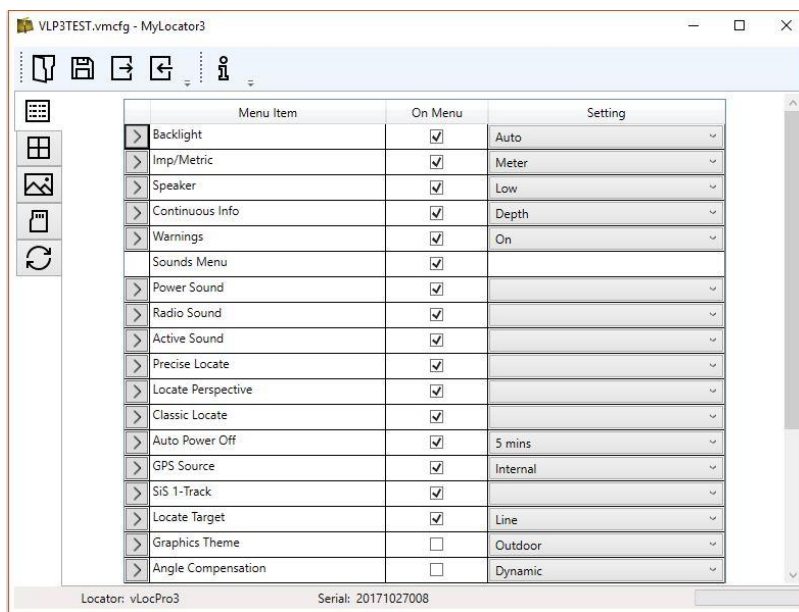 VLP3TEST.vmcfg - MyLocator3
Menu Item On Menu Setting
Backlight Auto
Imp/Metric Meter
Speaker Low
Continuous Info Depth
Warnings On
Sounds Menu
Power Sound
Radio Sound
Active Sound
Precise Locate
Locate Perspective
Classic Locate
Auto Power Off 5 mins
GPS Source Internal
SiS 1-Track
Locate Target Line
Graphics Theme Outdoor
Angle Compensation Dynamic
Locator: vLocPro3 Serial: 20171027008